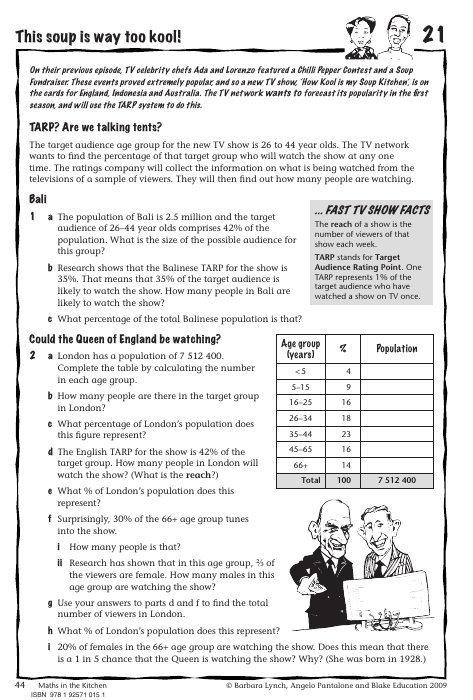 This soup is way too kool!
21
On their previous episode, TV celebrity chefs Ada and Lorenzo featured a Chilli Pepper Contest and a Soup
Fundraiser. These events proved extremely popular, and so a new TV show, 'How Kool is my Soup Kitchen', is on
the cards for England, Indonesia and Australia. The TV network wants to forecast its popularity in the first
season, and will use the TARP system to do this.
TARP? Are we talking tents?
The target audience age group for the new TV show is 26 to 44 year olds. The TV network
wants to find the percentage of that target group who will watch the show at any one
time. The ratings company will collect the information on what is being watched from the
televisions of a sample of viewers. They will then find out how many people are watching.
Bali
1 a The population of Bali is 2.5 million and the target
audience of 26–44 year olds comprises 42% of the
population. What is the size of the possible audience for
this group?
b Research shows that the Balinese TARP for the show is
35%. That means that 35% of the target audience is
likely to watch the show. How many people in Bali are
likely to watch the show?
c What percentage of the total Balinese population is that?
... FAST TV SHOW FACTS
The reach of a show is the
number of viewers of that
show each week.
TARP stands for Target
Audience Rating Point. One
TARP represents 1% of the
target audience who have
watched a show on TV once.
Could the Queen of England be watching?
2 a London has a population of 7 512 400.
Complete the table by calculating the number
in each age group.
b How many people are there in the target group
in London?
c What percentage of London's population does
this figure represent?
d The English TARP for the show is 42% of the
target group. How many people in London will
watch the show? (What is the reach?)
e What % of London's population does this
represent?
f Surprisingly, 30% of the 66+ age group tunes
into the show.
i How many people is that?
ii Research has shown that in this age group, ⅔ of
the viewers are female. How many males in this
age group are watching the show?
g Use your answers to parts d and f to find the total
number of viewers in London.
h What % of London's population does this represent?
i 20% of females in the 66+ age group are watching the show. Does this mean that there
is a 1 in 5 chance that the Queen is watching the show? Why? (She was born in 1928.)
Age group (years) % Population
<5 4
5–15 9
16–25 16
26–34 18
35–44 23
45–65 16
66+ 14
Total 100 7 512 400
44 Maths in the Kitchen
ISBN 978 1 92571 015 1
© Barbara Lynch, Angelo Pantalone and Blake Education 2009